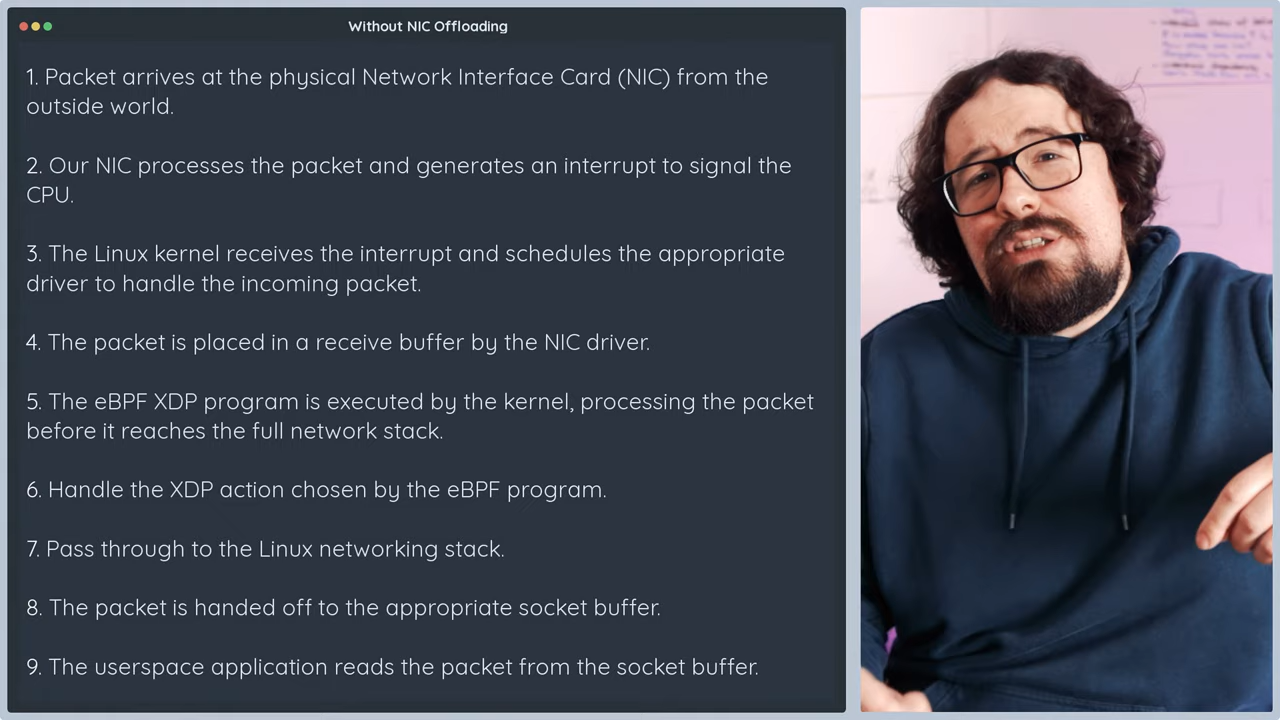 Without NIC Offloading
1. Packet arrives at the physical Network Interface Card (NIC) from the
outside world.
2. Our NIC processes the packet and generates an interrupt to signal the
CPU.
3. The Linux kernel receives the interrupt and schedules the appropriate
driver to handle the incoming packet.
4. The packet is placed in a receive buffer by the NIC driver.
5. The eBPF XDP program is executed by the kernel, processing the packet
before it reaches the full network stack.
6. Handle the XDP action chosen by the eBPF program.
7. Pass through to the Linux networking stack.
8. The packet is handed off to the appropriate socket buffer.
9. The userspace application reads the packet from the socket buffer.